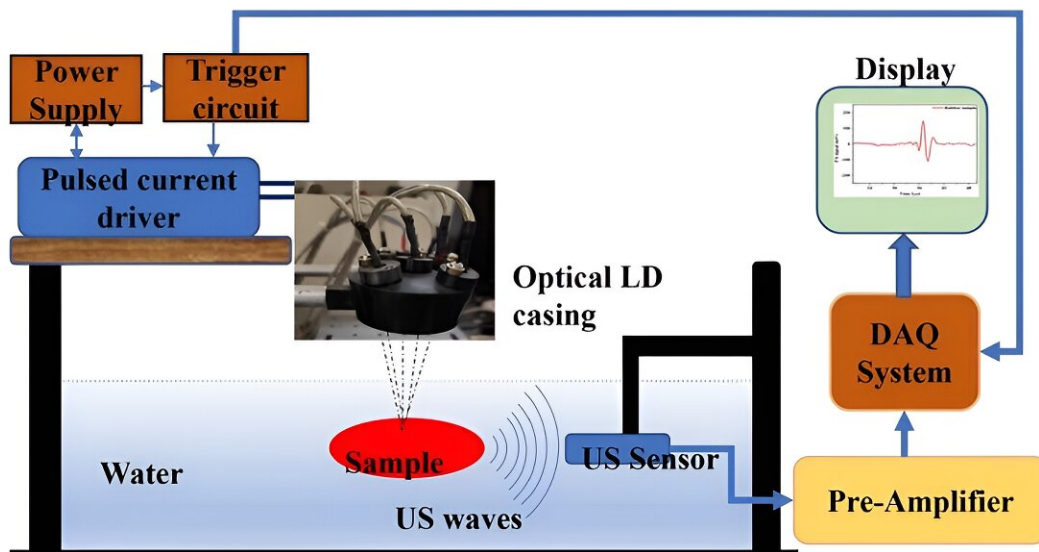 Power
Supply
Trigger
circuit
Display
Pulsed current
driver
Optical LD
casing
DAQ
System
Sample
US Sensor
Water
US waves
Pre-Amplifier